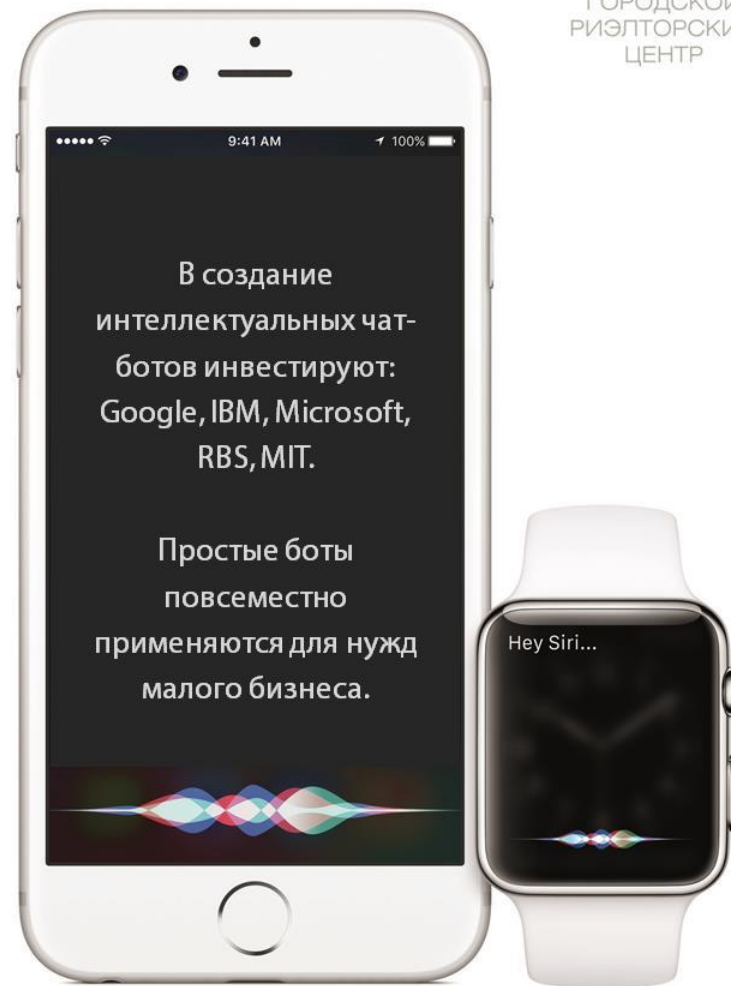 РИЭЛТОРСКИ
ЦЕНТР
9:41 AM
100%
В создание
интеллектуальных чат-
ботов инвестируют:
Google, IBM, Microsoft,
RBS, MIT.
Простые боты
повсеместно
применяются для нужд
малого бизнеса.
Hey Siri...